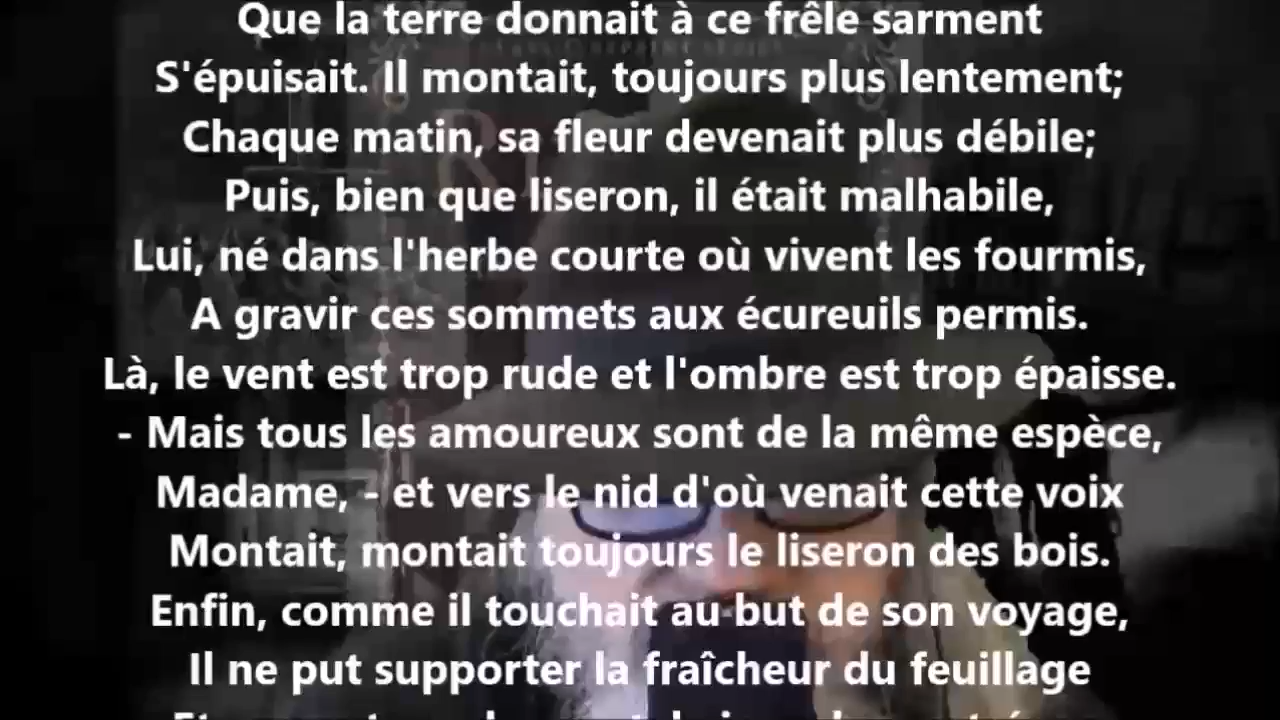 Que la terre donnait à ce frêle sarment
S'épuisait. Il montait, toujours plus lentement;
Chaque matin, sa fleur devenait plus débile;
Puis, bien que liseron, il était malhabile,
Lui, né dans l'herbe courte où vivent les fourmis,
A gravir ces sommets aux écureuils permis.
Là, le vent est trop rude et l'ombre est trop épaisse.
- Mais tous les amoureux sont de la même espèce,
Madame, - et vers le nid d'où venait cette voix
Montait, montait toujours le liseron des bois.
Enfin, comme il touchait au but de son voyage,
Il ne put supporter la fraîcheur du feuillage